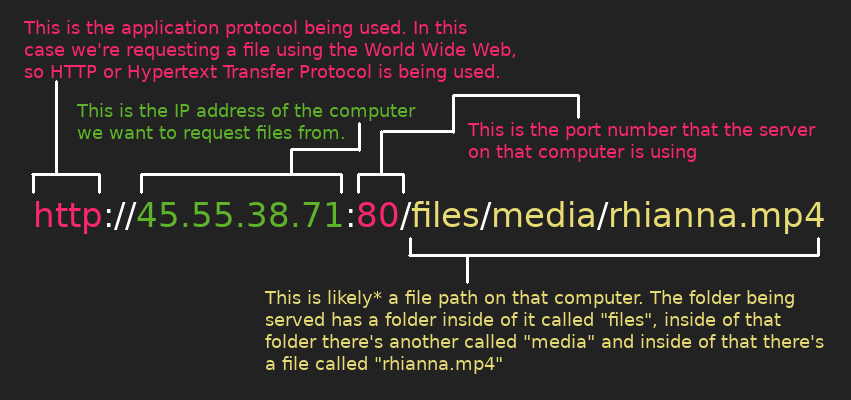 This is the application protocol being used. In this
case we're requesting a file using the World Wide Web,
so HTTP or Hypertext Transfer Protocol is being used.
This is the IP address of the computer
we want to request files from.
This is the port number that the server
on that computer is using
http://45.55.38.71:80/files/media/rhianna.mp4
This is likely* a file path on that computer. The folder being
served has a folder inside of it called "files", inside of that
folder there's another called "media" and inside of that there's
a file called "rhianna.mp4"